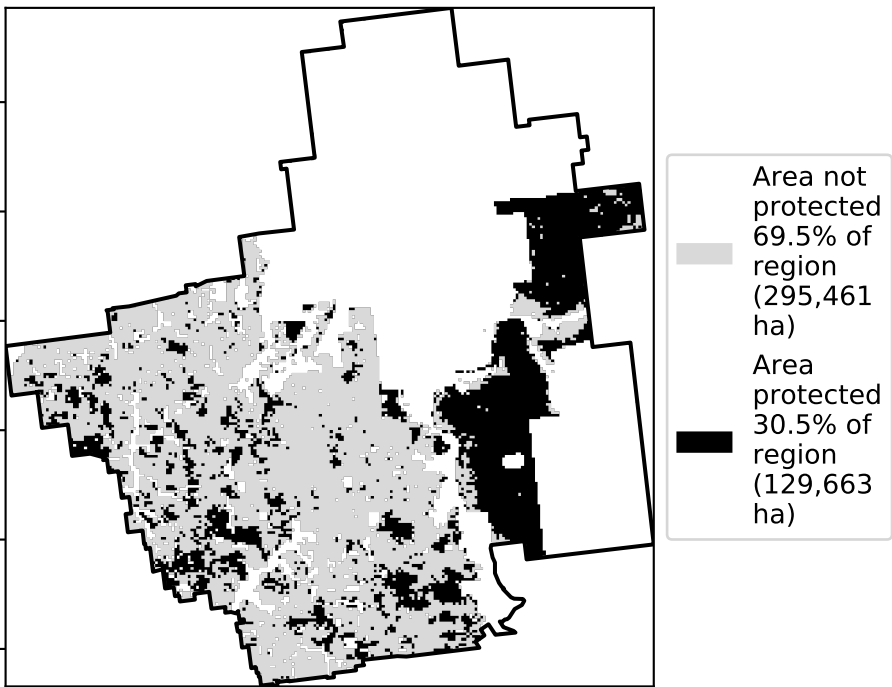 Area not
protected
69.5% of
region
(295,461
ha)
Area
protected
30.5% of
region
(129,663
ha)